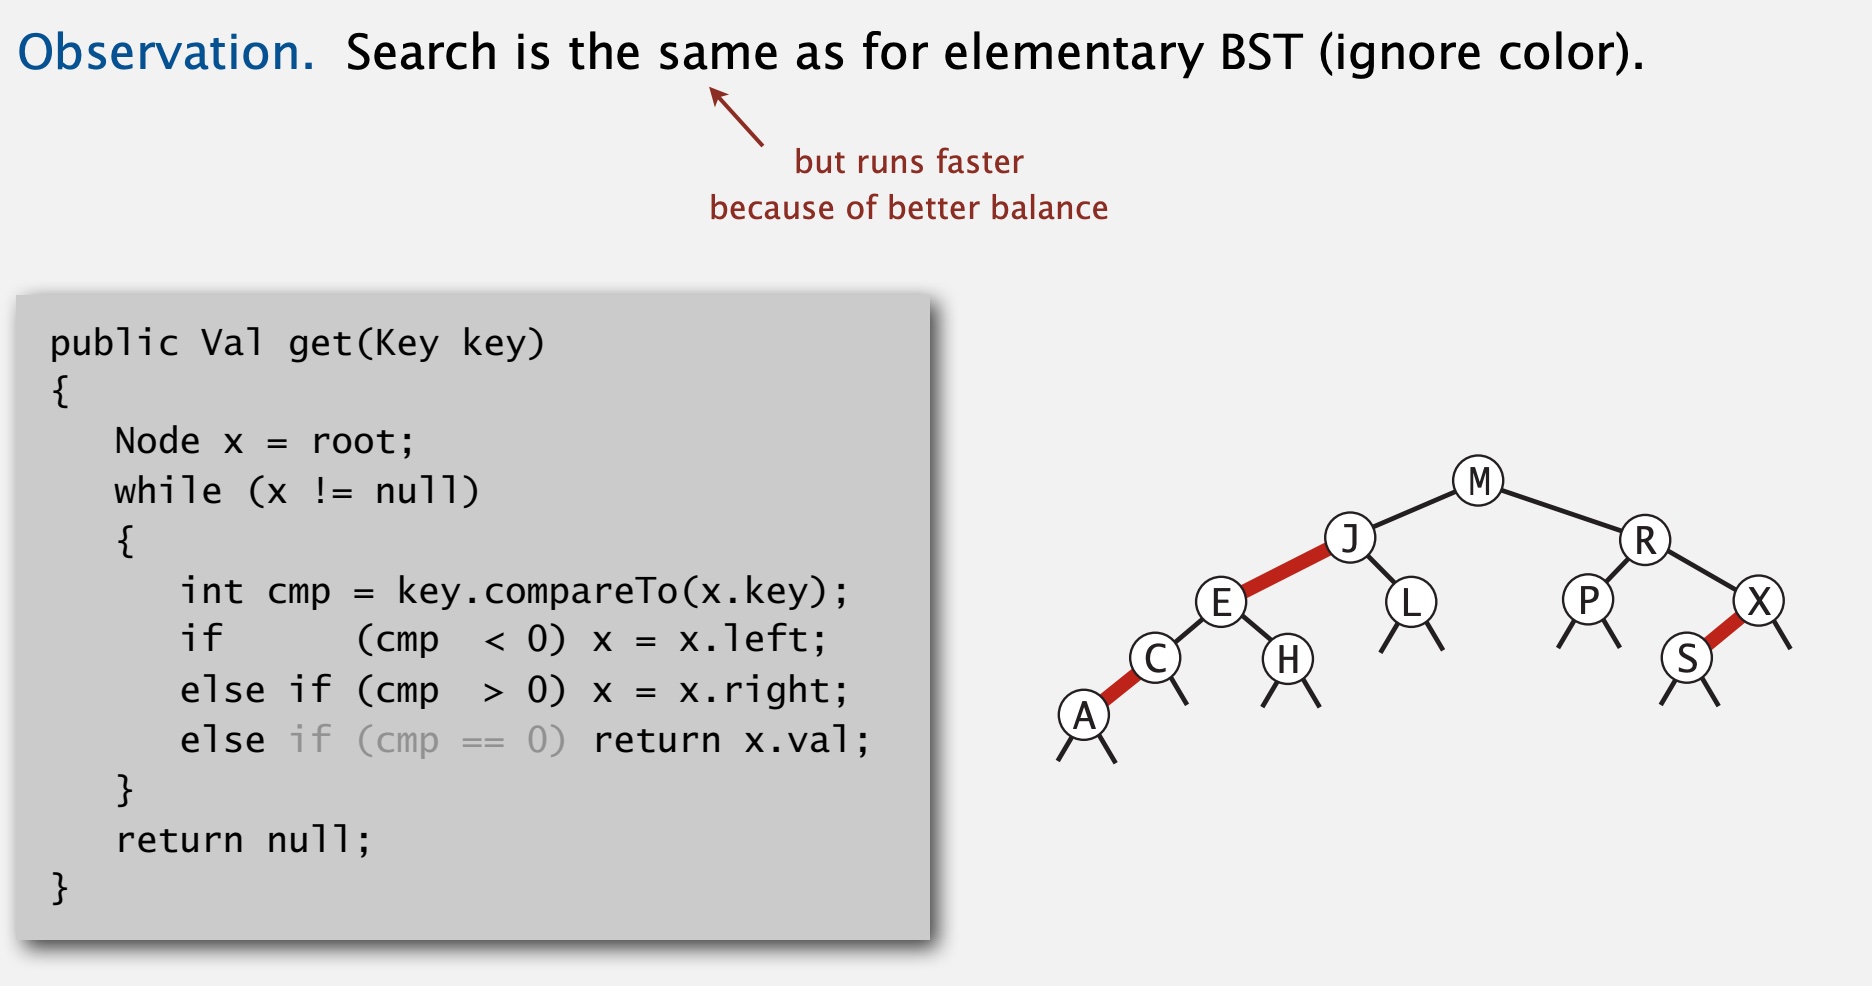 Observation. Search is the same as for elementary BST (ignore color).
but runs faster
because of better balance
public Val get(Key key)
{
   Node x = root;
   while (x != null)
   {
      int cmp = key.compareTo(x.key);
      if      (cmp  < 0) x = x.left;
      else if (cmp  > 0) x = x.right;
      else if (cmp == 0) return x.val;
   }
   return null;
}
M
J R
E L P X
C H S
A